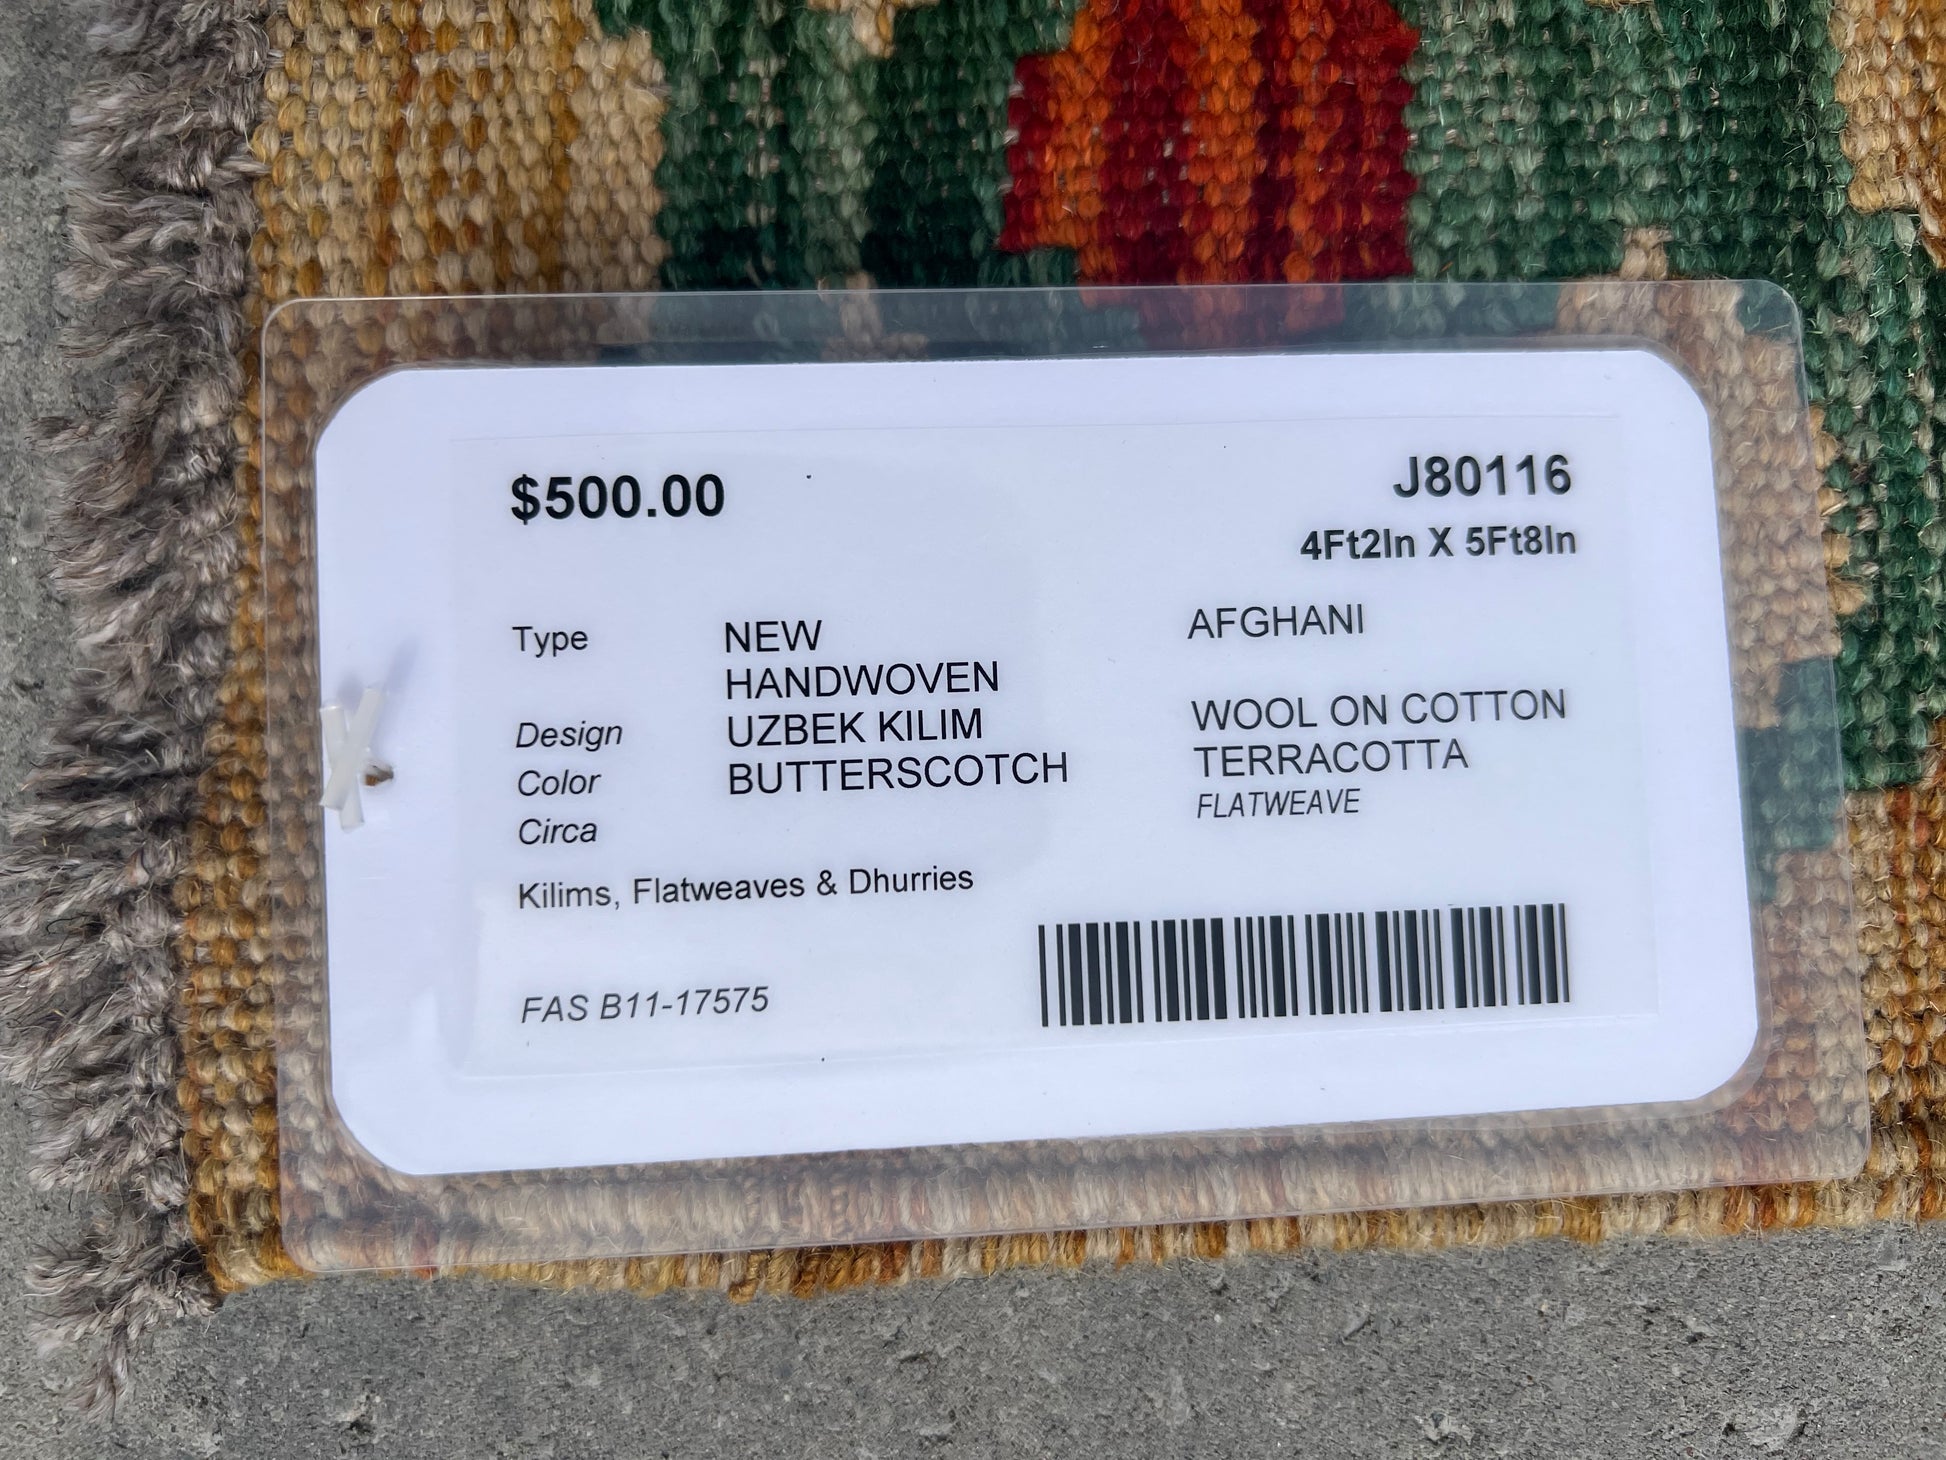 $500.00 J80116
4Ft2In X 5Ft8In
Type NEW AFGHANI
HANDWOVEN
Design UZBEK KILIM WOOL ON COTTON
Color BUTTERSCOTCH TERRACOTTA
Circa FLATWEAVE
Kilims, Flatweaves & Dhurries
FAS B11-17575